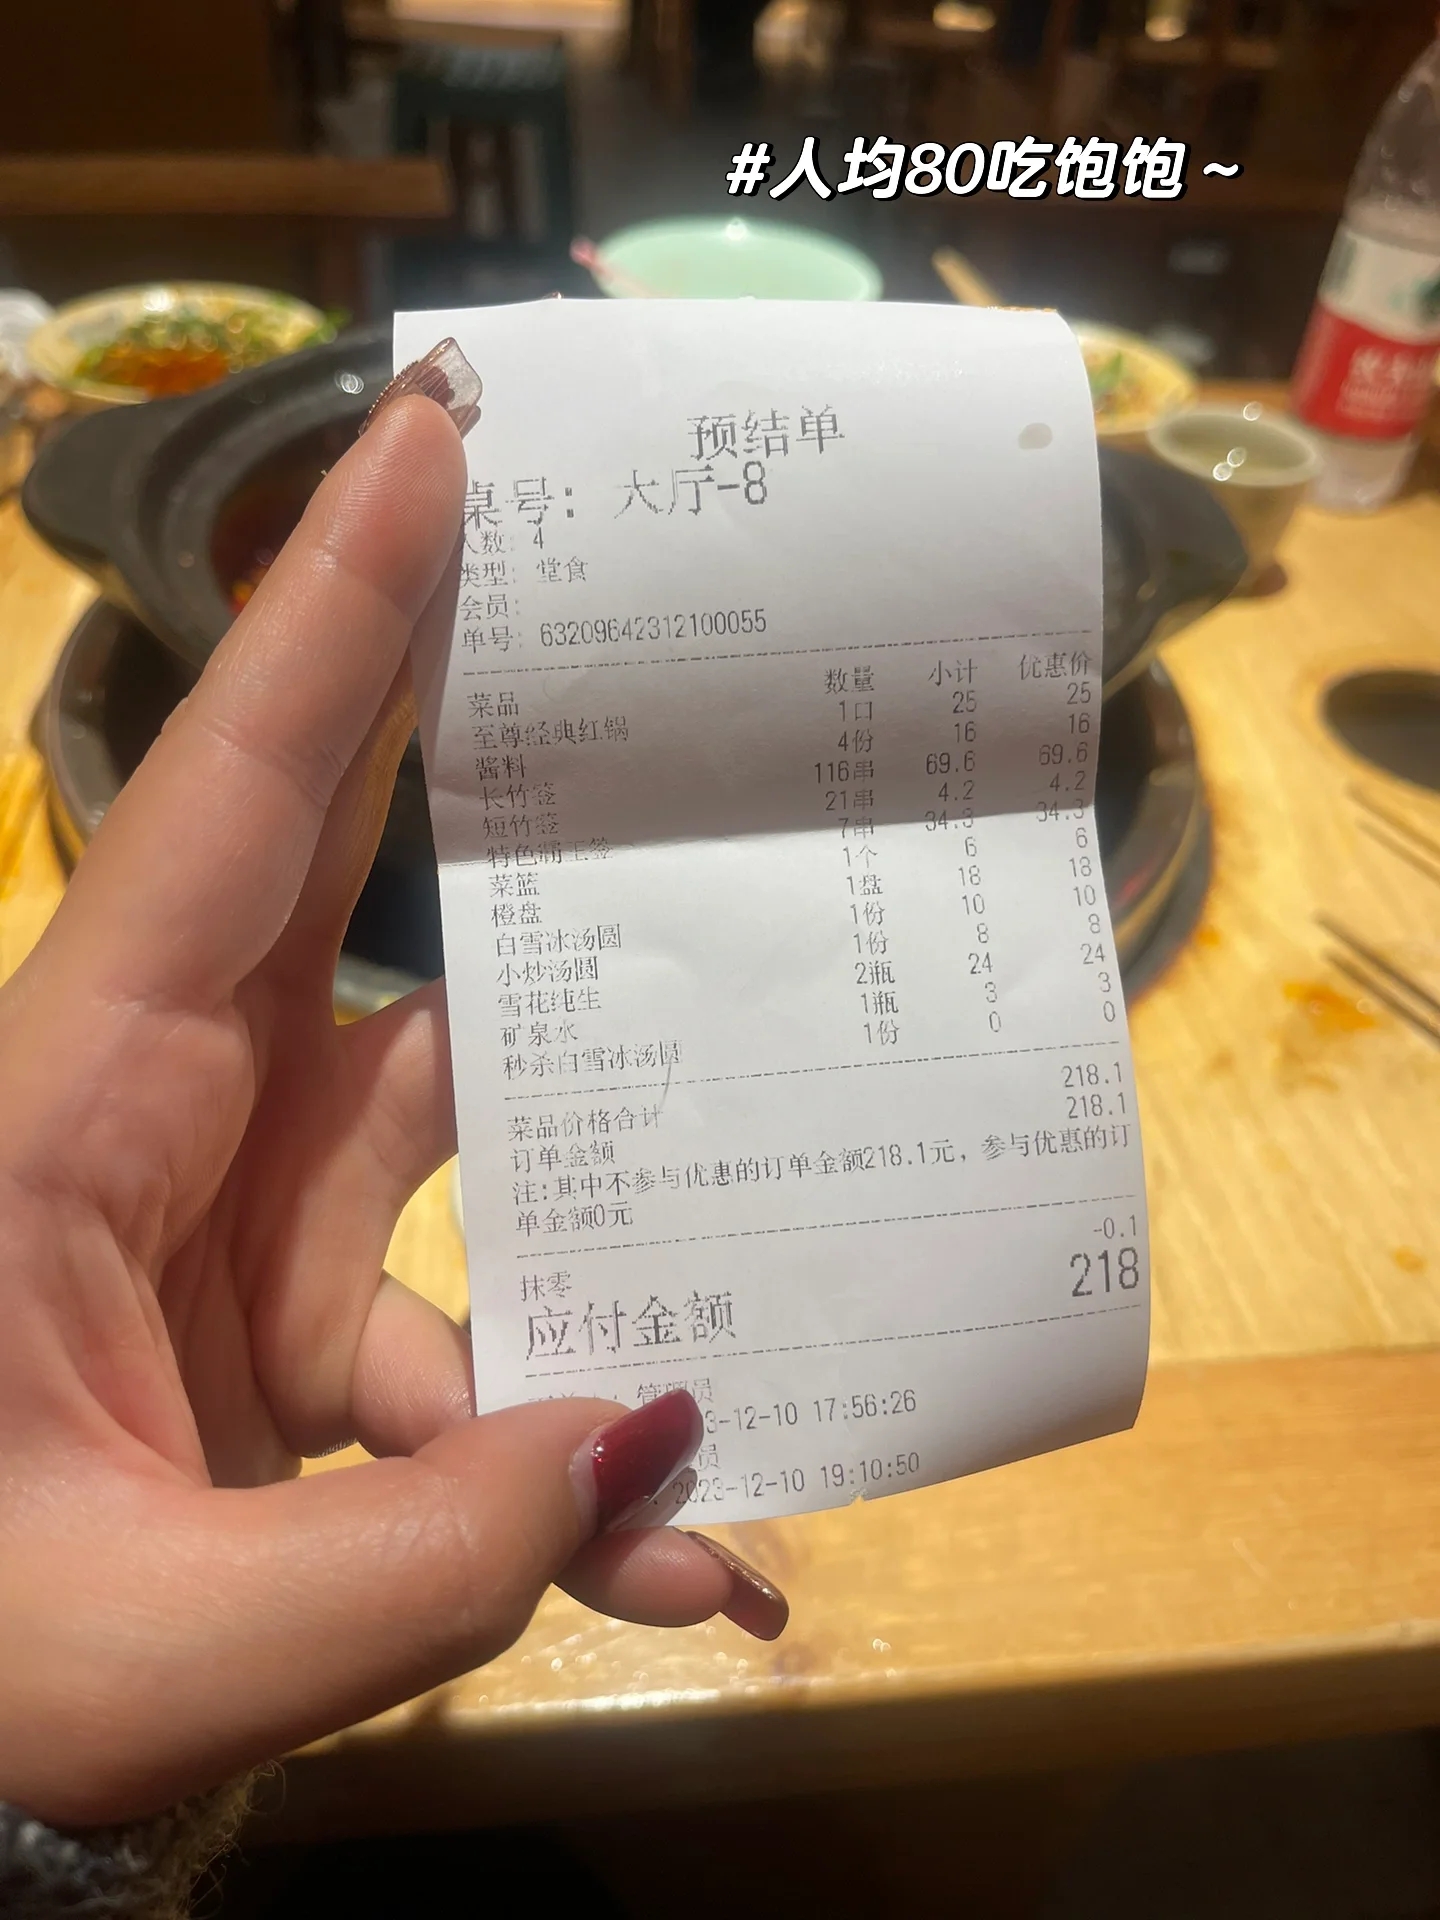 #人均80吃饱饱~
预结单
桌号: 大厅-8
人数: 4
类型: 堂食
会员:
单号: 63209642312100055
菜品 数量 小计 优惠价
至尊经典红锅 1口 25 25
酱料 4份 16 16
长竹签 116串 69.6 69.6
短竹签 21串 4.2 4.2
特色霸王签 7串 34.3 34.3
菜篮 1个 6 6
橙盘 1盘 18 18
白雪冰汤圆 1份 10 10
小炒汤圆 1份 8 8
雪花纯生 2瓶 24 24
矿泉水 1瓶 3 3
秒杀白雪冰汤圆 1份 0 0
菜品价格合计 218.1
订单金额 218.1
注:其中不参与优惠的订单金额218.1元, 参与优惠的订
单金额0元
抹零 -0.1
应付金额 218
管理员
3-12-10 17:56:26
员
2023-12-10 19:10:50